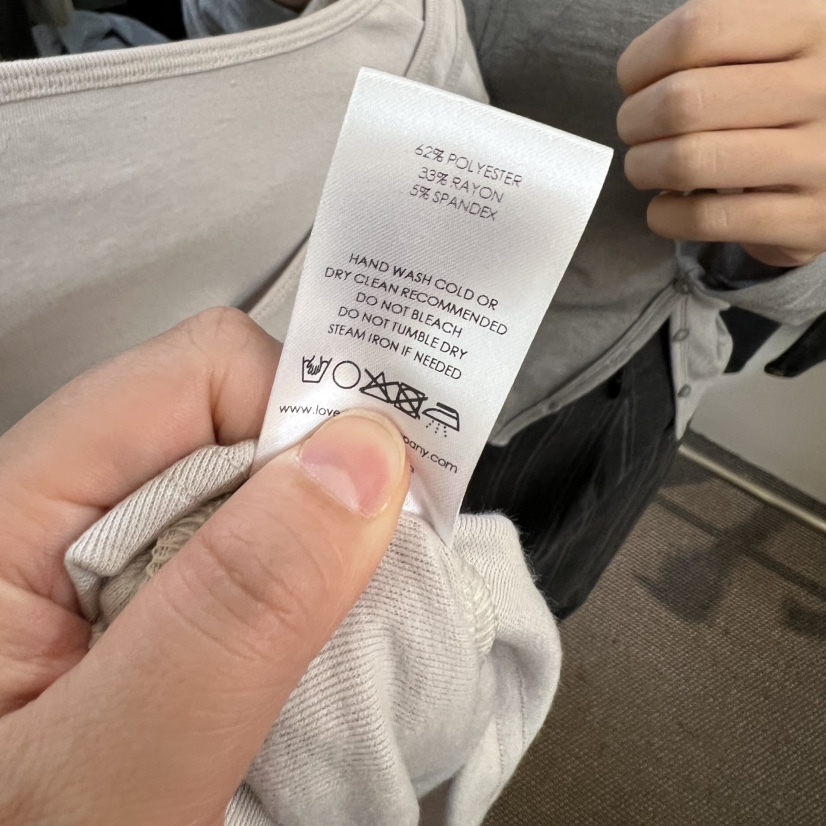 62% POLYESTER
33% RAYON
5% SPANDEX
HAND WASH COLD OR
DRY CLEAN RECOMMENDED
DO NOT BLEACH
DO NOT TUMBLE DRY
STEAM IRON IF NEEDED